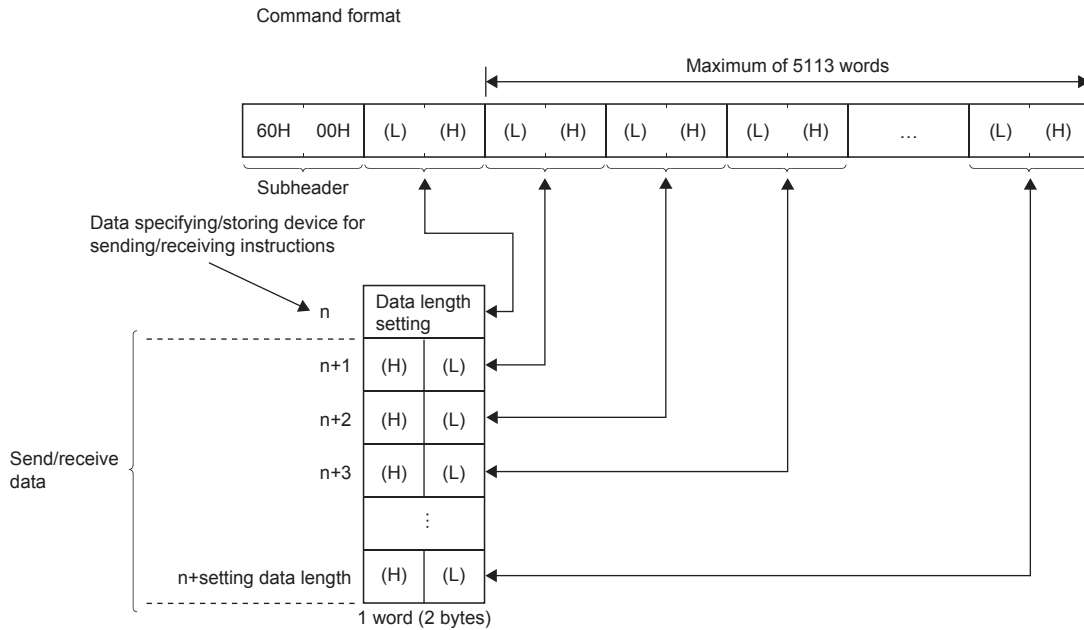 Command format
Maximum of 5113 words
60H 00H (L) (H) (L) (H) (L) (H) (L) (H) … (L) (H)
Subheader
Data specifying/storing device for
sending/receiving instructions
n
Data length
setting
n+1 (H) (L)
n+2 (H) (L)
Send/receive
data
n+3 (H) (L)
⋮
n+setting data length (H) (L)
1 word (2 bytes)